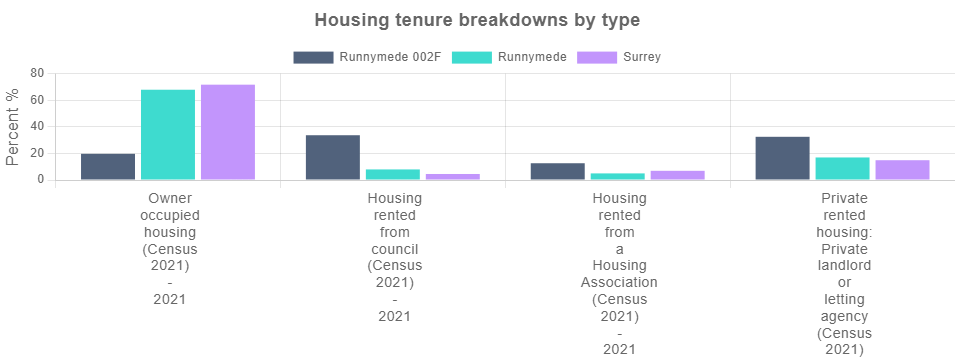 Housing tenure breakdowns by type
Runnymede 002F
Runnymede
Surrey
Percent %
80
60
40
20
0
Owner
occupied
housing
(Census
2021)
-
2021
Housing
rented
from
council
(Census
2021)
-
2021
Housing
rented
from
a
Housing
Association
(Census
2021)
-
2021
Private
rented
housing:
Private
landlord
or
letting
agency
(Census
2021)